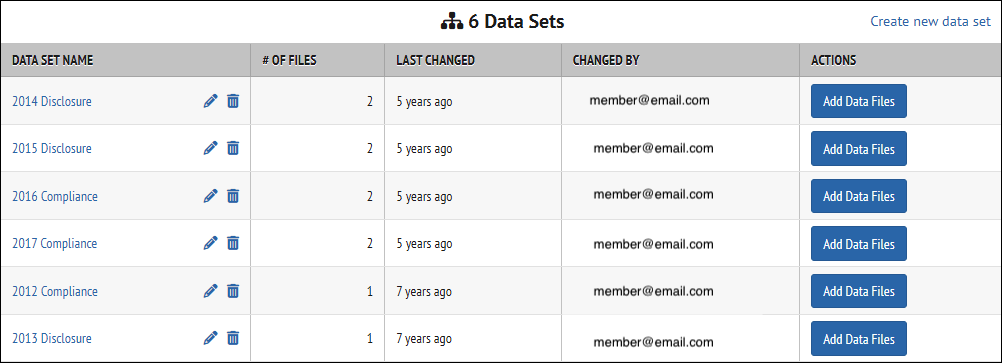 6 Data Sets Create new data set
DATA SET NAME # OF FILES LAST CHANGED CHANGED BY ACTIONS
2014 Disclosure 2 5 years ago member@email.com Add Data Files
2015 Disclosure 2 5 years ago member@email.com Add Data Files
2016 Compliance 2 5 years ago member@email.com Add Data Files
2017 Compliance 2 5 years ago member@email.com Add Data Files
2012 Compliance 1 7 years ago member@email.com Add Data Files
2013 Disclosure 1 7 years ago member@email.com Add Data Files